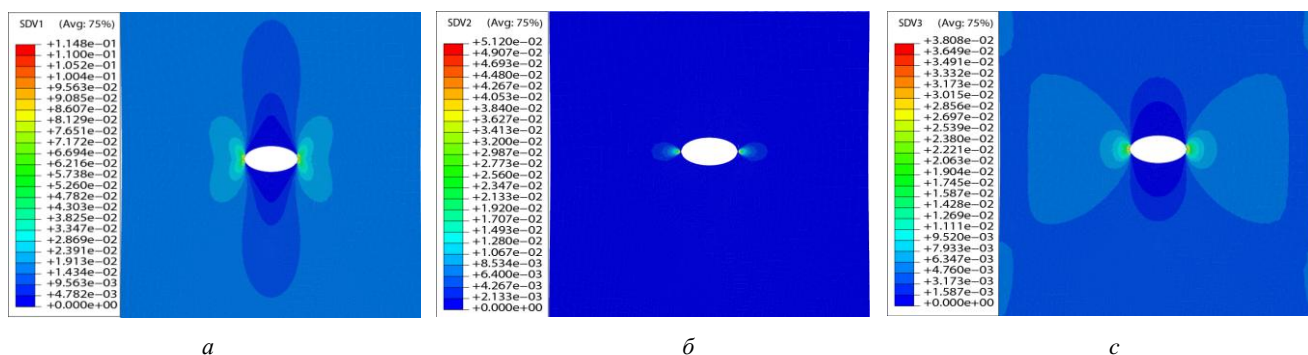 SDV1 (Avg: 75%)
+1.148e−01
+1.100e−01
+1.052e−01
+1.004e−01
+9.563e−02
+9.085e−02
+8.607e−02
+8.129e−02
+7.651e−02
+7.172e−02
+6.694e−02
+6.216e−02
+5.738e−02
+5.260e−02
+4.782e−02
+4.303e−02
+3.825e−02
+3.347e−02
+2.869e−02
+2.391e−02
+1.913e−02
+1.434e−02
+9.563e−03
+4.782e−03
+0.000e+00
SDV2 (Avg: 75%)
+5.120e−02
+4.907e−02
+4.693e−02
+4.480e−02
+4.267e−02
+4.053e−02
+3.840e−02
+3.627e−02
+3.413e−02
+3.200e−02
+2.987e−02
+2.773e−02
+2.560e−02
+2.347e−02
+2.133e−02
+1.920e−02
+1.707e−02
+1.493e−02
+1.280e−02
+1.067e−02
+8.534e−03
+6.400e−03
+4.267e−03
+2.133e−03
+0.000e+00
SDV3 (Avg: 75%)
+3.808e−02
+3.649e−02
+3.491e−02
+3.332e−02
+3.173e−02
+3.015e−02
+2.856e−02
+2.697e−02
+2.539e−02
+2.380e−02
+2.221e−02
+2.063e−02
+1.904e−02
+1.745e−02
+1.587e−02
+1.428e−02
+1.269e−02
+1.111e−02
+9.520e−03
+7.933e−03
+6.347e−03
+4.760e−03
+3.173e−03
+1.587e−03
+0.000e+00
а
б
с